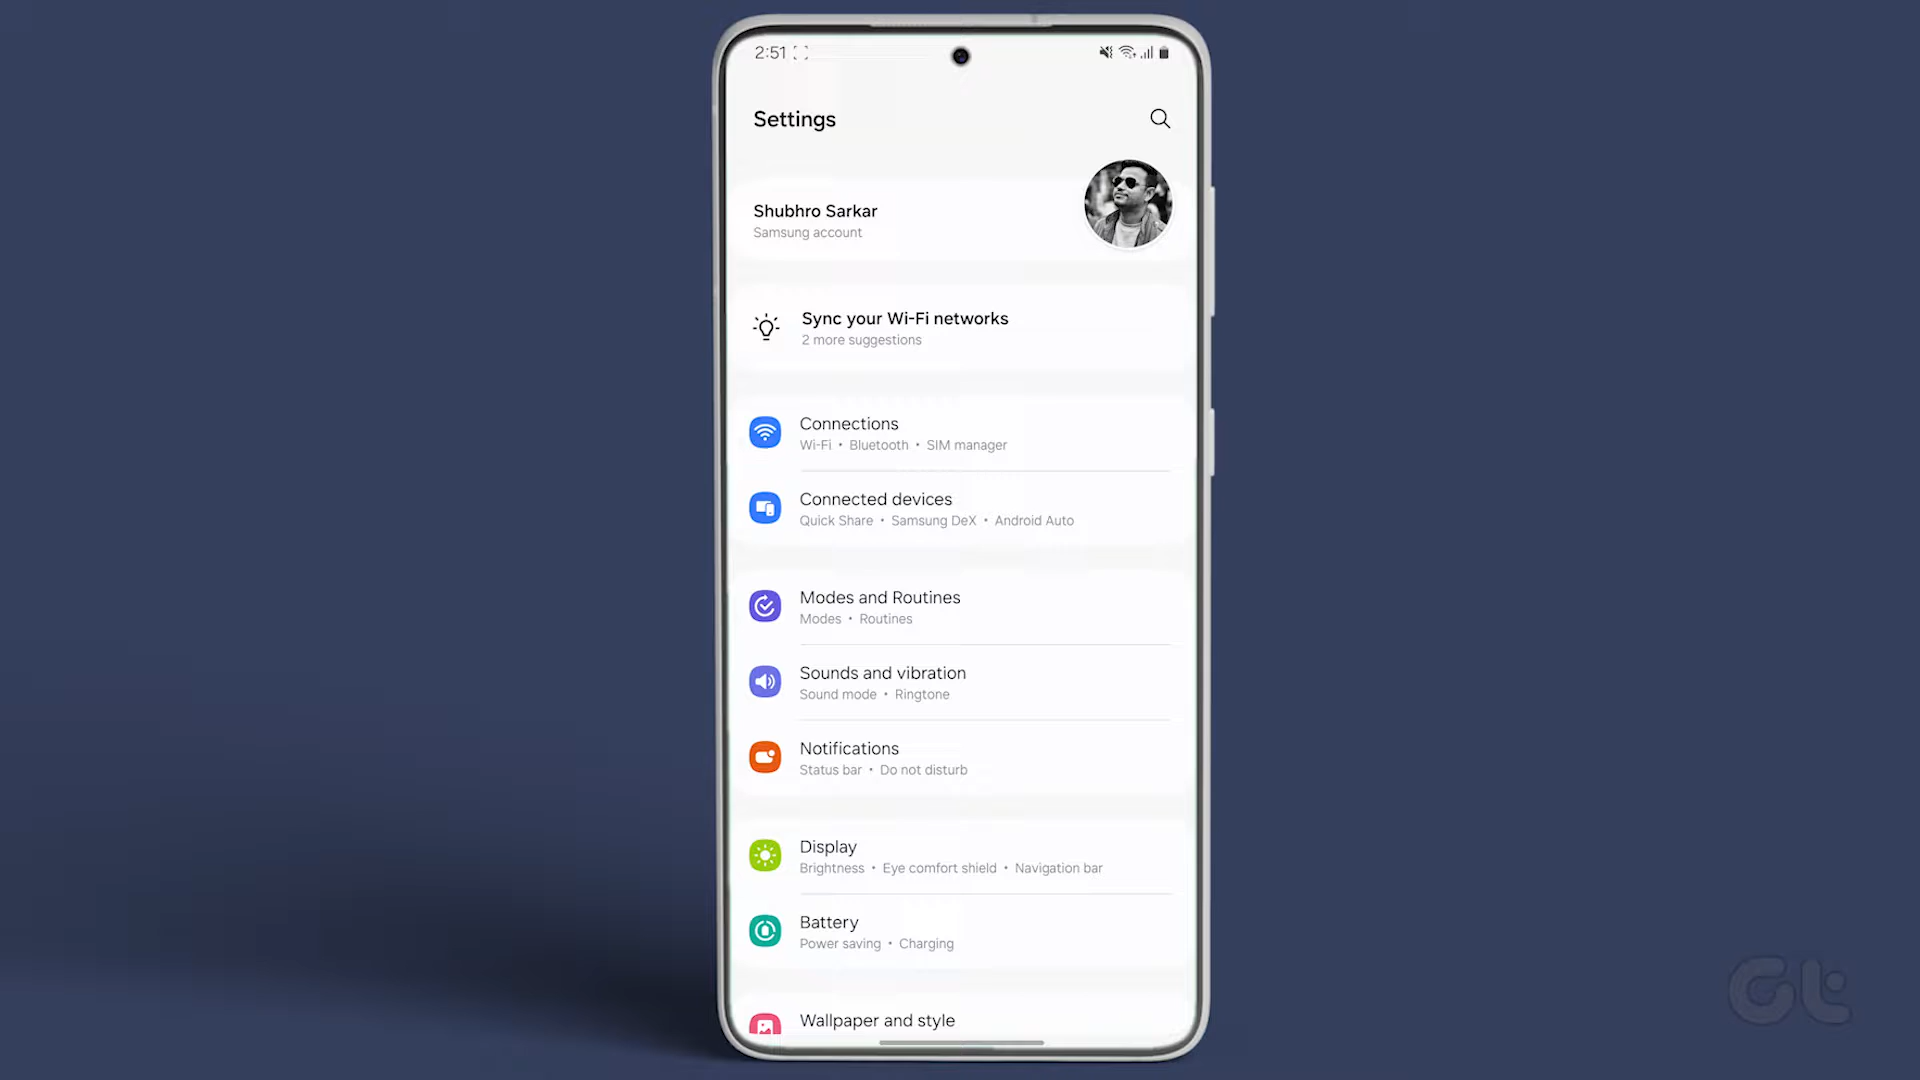 2:51
Settings
Shubhro Sarkar
Samsung account
Sync your Wi-Fi networks
2 more suggestions
Connections
Wi-Fi • Bluetooth • SIM manager
Connected devices
Quick Share • Samsung DeX • Android Auto
Modes and Routines
Modes • Routines
Sounds and vibration
Sound mode • Ringtone
Notifications
Status bar • Do not disturb
Display
Brightness • Eye comfort shield • Navigation bar
Battery
Power saving • Charging
Wallpaper and style
Gt